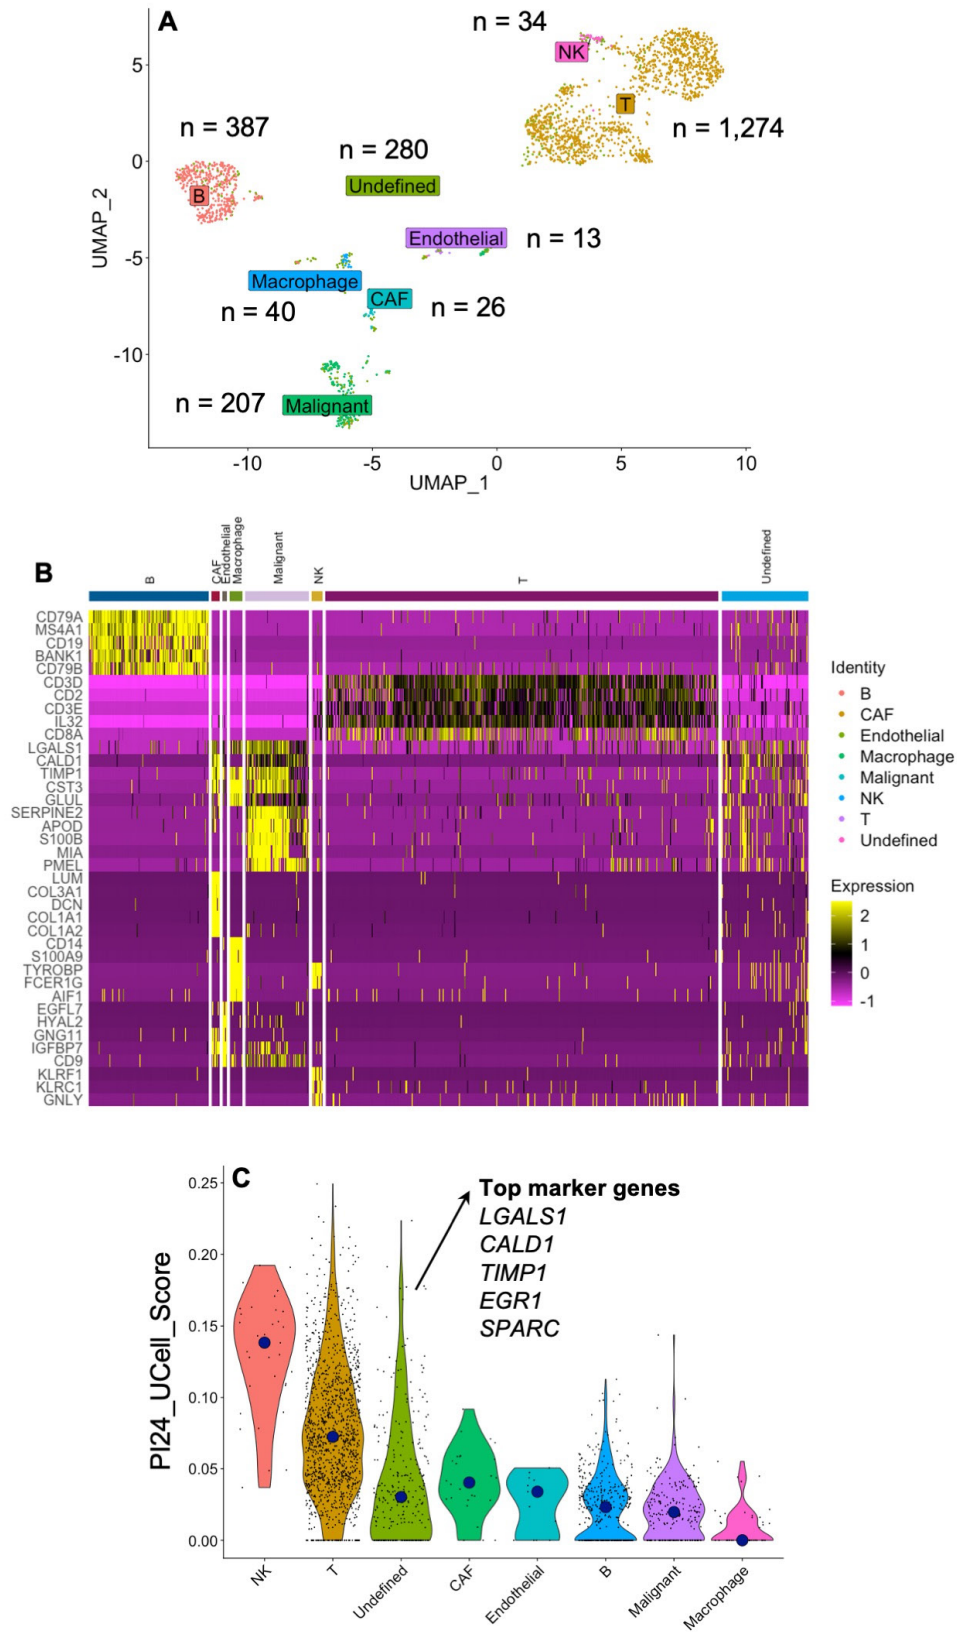 A
n = 34
NK
T
n = 1,274
n = 387
B
n = 280
Undefined
Endothelial
n = 13
Macrophage
n = 40
CAF
n = 26
n = 207
Malignant
5
0
-5
-10
UMAP_2
-10
-5
0
5
10
UMAP_1
B
B
CAF
Endothelial
Macrophage
Malignant
NK
T
Undefined
CD79A
MS4A1
CD19
BANK1
CD79B
CD3D
CD2
CD3E
IL32
CD8A
LGALS1
CALD1
TIMP1
CST3
GLUL
SERPINE2
APOD
S100B
MIA
PMEL
LUM
COL3A1
DCN
COL1A1
COL1A2
CD14
S100A9
TYROBP
FCER1G
AIF1
EGFL7
HYAL2
GNG11
IGFBP7
CD9
KLRF1
KLRC1
GNLY
Identity
B
CAF
Endothelial
Macrophage
Malignant
NK
T
Undefined
Expression
2
1
0
-1
C
Top marker genes
LGALS1
CALD1
TIMP1
EGR1
SPARC
PI24_UCell_Score
0.25
0.20
0.15
0.10
0.05
0.00
NK
T
Undefined
CAF
Endothelial
B
Malignant
Macrophage